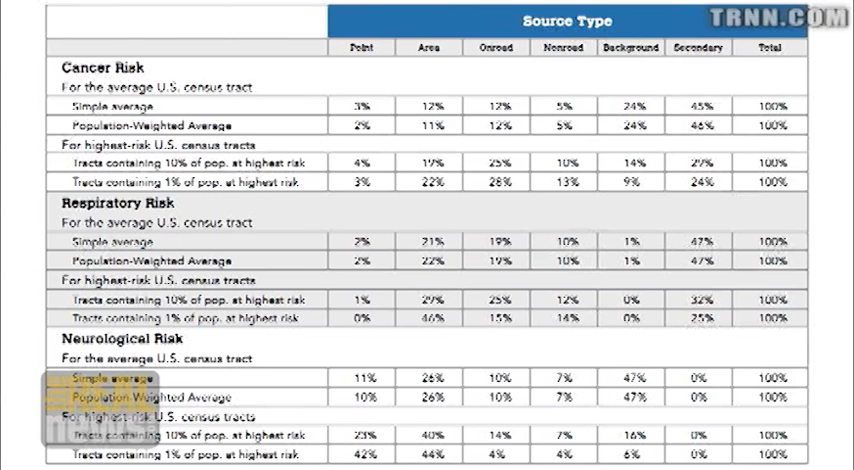 TRNN.COM
Source Type
Point Area Onroad Nonroad Background Secondary Total
Cancer Risk
For the average U.S. census tract
Simple average 3% 12% 12% 5% 24% 45% 100%
Population-Weighted Average 2% 11% 12% 5% 24% 46% 100%
For highest-risk U.S. census tracts
Tracts containing 10% of pop. at highest risk 4% 19% 25% 10% 14% 29% 100%
Tracts containing 1% of pop. at highest risk 3% 22% 28% 13% 9% 24% 100%
Respiratory Risk
For the average U.S. census tract
Simple average 2% 21% 19% 10% 1% 47% 100%
Population-Weighted Average 2% 22% 19% 10% 1% 47% 100%
For highest-risk U.S. census tracts
Tracts containing 10% of pop. at highest risk 1% 29% 25% 12% 0% 32% 100%
Tracts containing 1% of pop. at highest risk 0% 46% 15% 14% 0% 25% 100%
Neurological Risk
For the average U.S. census tract
Simple average 11% 26% 10% 7% 47% 0% 100%
Population-Weighted Average 10% 26% 10% 7% 47% 0% 100%
For highest-risk U.S. census tracts
Tracts containing 10% of pop. at highest risk 23% 40% 14% 7% 16% 0% 100%
Tracts containing 1% of pop. at highest risk 42% 44% 4% 4% 6% 0% 100%